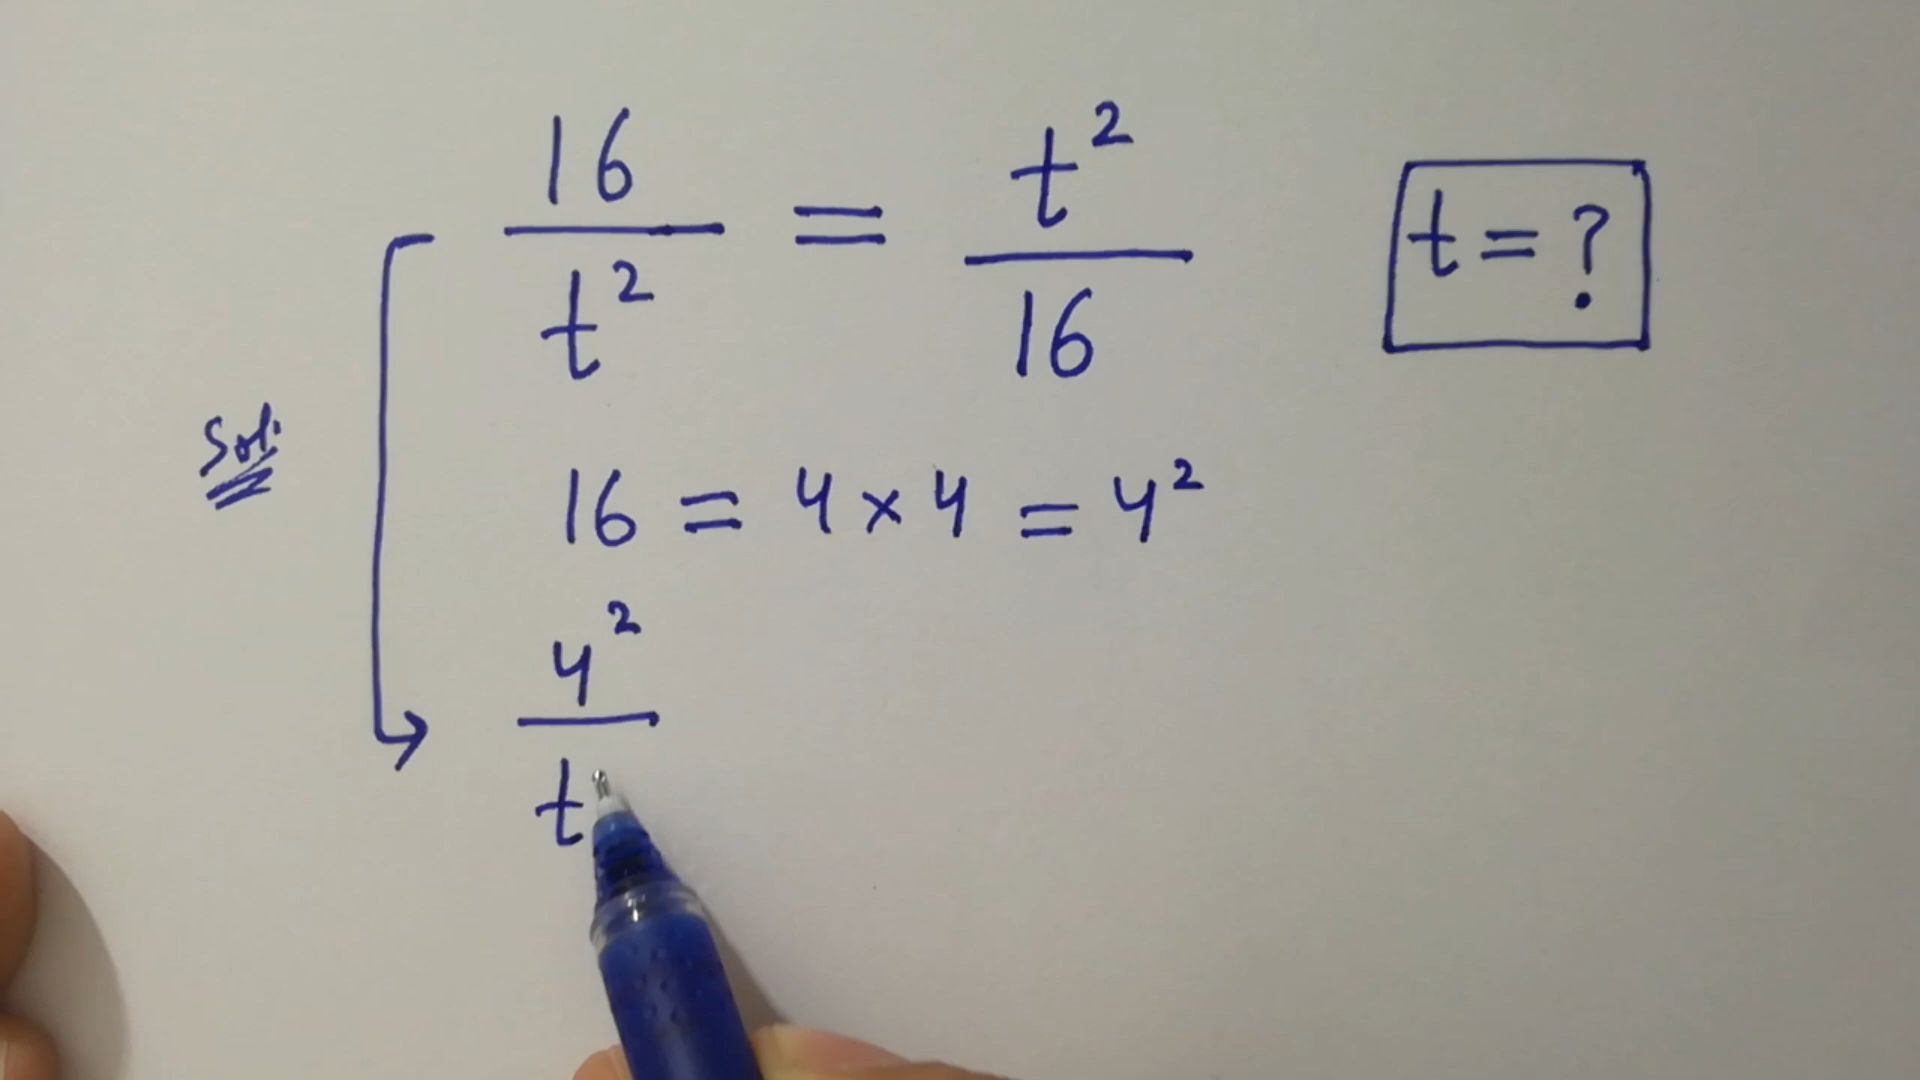 16/t² = t²/16
t = ?
Sol:
16 = 4 × 4 = 4²
4²/t